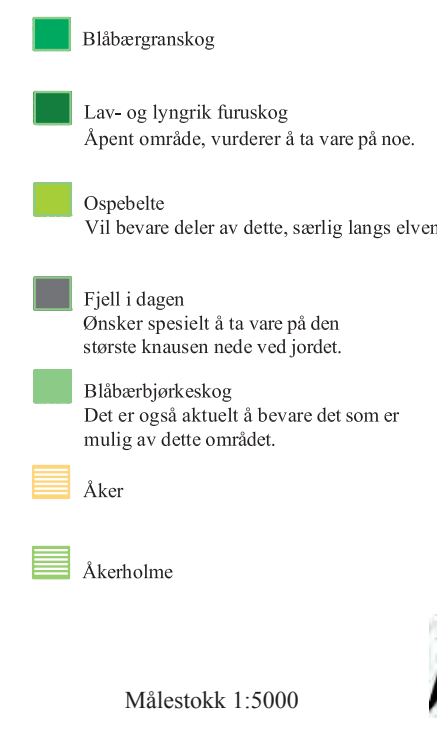 Blåbærgranskog
Lav- og lyngrik furuskog
Åpent område, vurderer å ta vare på noe.
Ospebelte
Vil bevare deler av dette, særlig langs elven
Fjell i dagen
Ønsker spesielt å ta vare på den
største knausen nede ved jordet.
Blåbærbjørkeskog
Det er også aktuelt å bevare det som er
mulig av dette området.
Åker
Åkerholme
Målestokk 1:5000